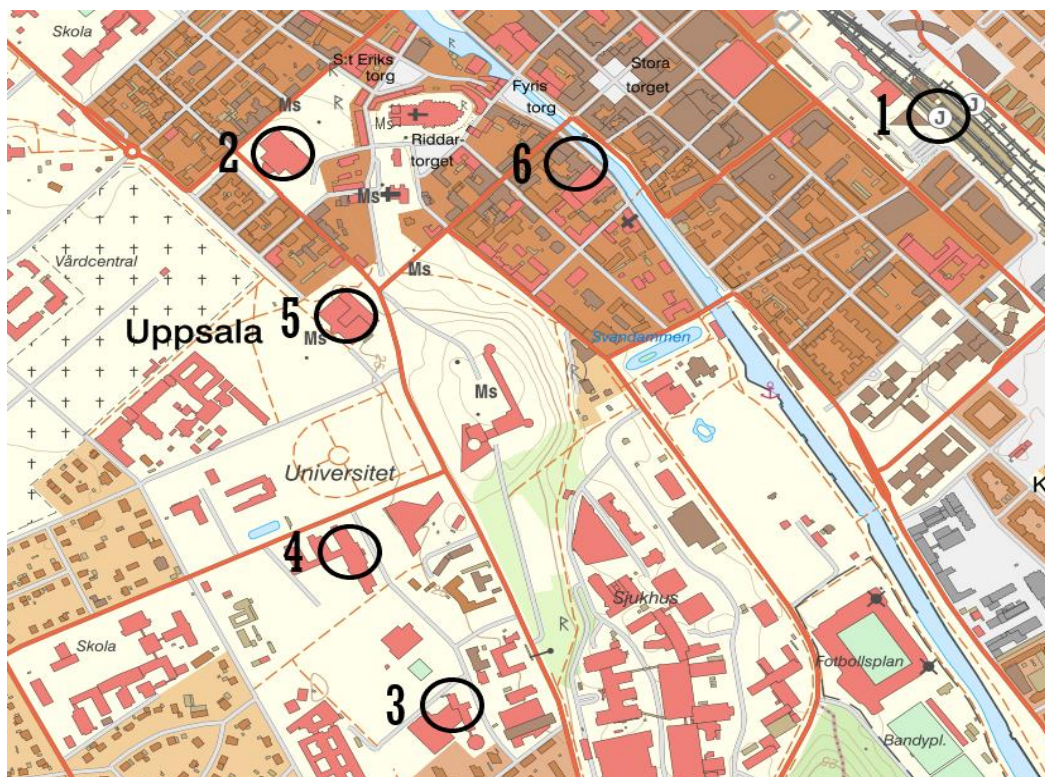 Skola
S:t Eriks
torg
Ms
Fyris
torg
Stora
torget
1
J
J
2
Ms
Riddar-
torget
6
Ms
Vårdcentral
Ms
5
Uppsala
Ms
Svandammen
Ms
Universitet
K
4
Sjukhus
Skola
Fotbollsplan
3
Bandypl.
R
R
R
R
R
R